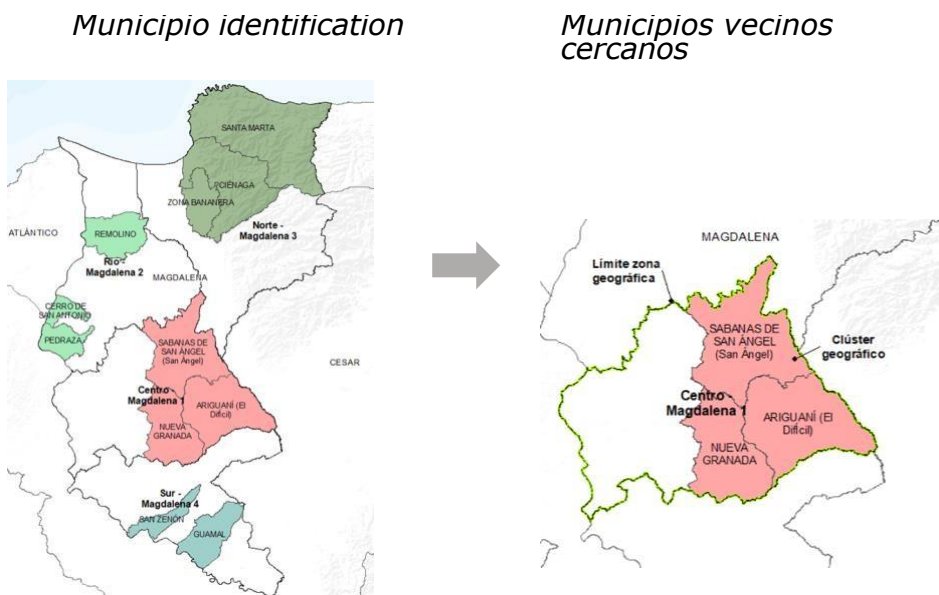 Municipio identification
Municipios vecinos
cercanos
SANTA MARTA
CIÉNAGA
ZONA BANANERA
Norte -
Magdalena 3
ATLÁNTICO
REMOLINO
Río -
Magdalena 2
MAGDALENA
CERRO DE
SAN ANTONIO
PEDRAZA
SABANAS DE
SAN ÁNGEL
(San Ángel)
CESAR
Centro -
Magdalena 1
ARIGUANÍ (El
Difícil)
NUEVA
GRANADA
Sur -
Magdalena 4
SAN ZENÓN
GUAMAL
MAGDALENA
Límite zona
geográfica
SABANAS DE
SAN ÁNGEL
(San Ángel)
Clúster
geográfico
Centro -
Magdalena 1
ARIGUANÍ (El
Difícil)
NUEVA
GRANADA